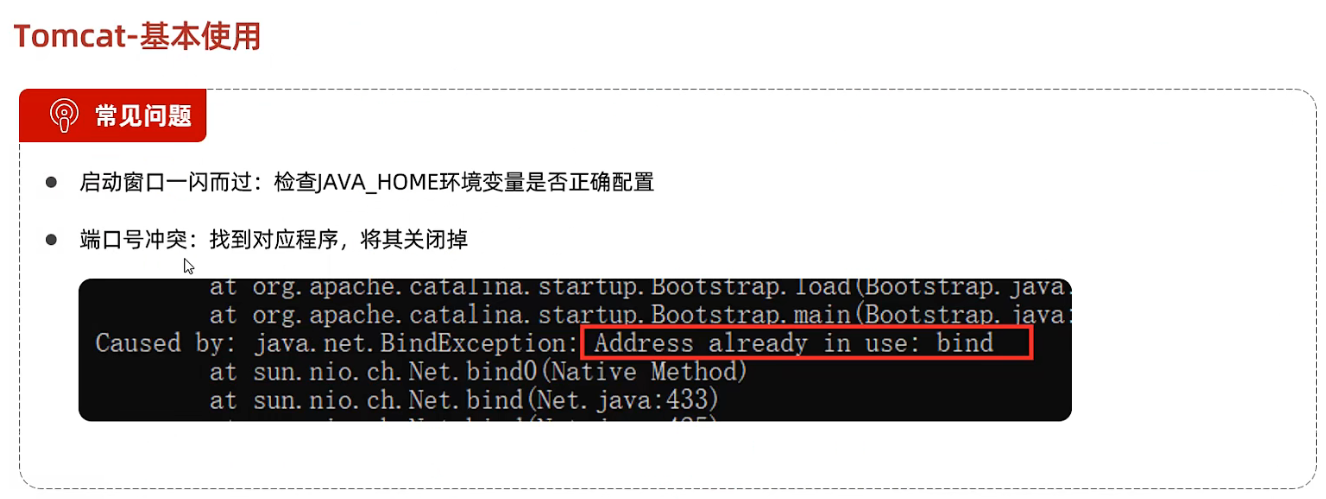 Tomcat-基本使用
常见问题
启动窗口一闪而过：检查JAVA_HOME环境变量是否正确配置
端口号冲突：找到对应程序，将其关闭掉
at org.apache.catalina.startup.Bootstrap.load(Bootstrap.java:
at org.apache.catalina.startup.Bootstrap.main(Bootstrap.java:
Caused by: java.net.BindException: Address already in use: bind
at sun.nio.ch.Net.bind0(Native Method)
at sun.nio.ch.Net.bind(Net.java:433)